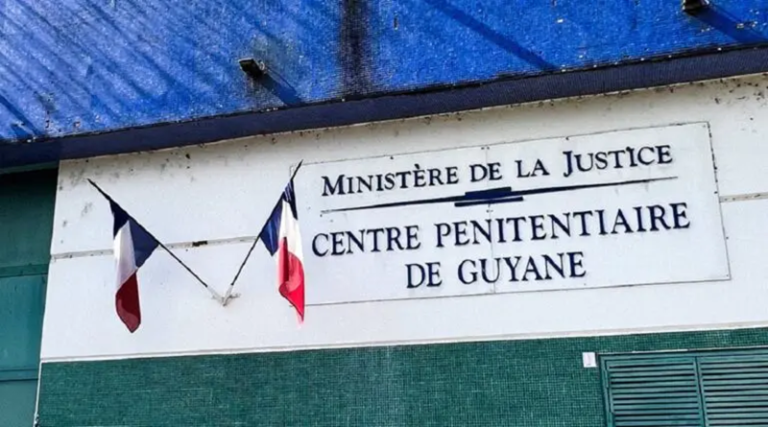 MINISTÈRE DE LA JUSTICE
CENTRE PENITENTIAIRE
DE GUYANE